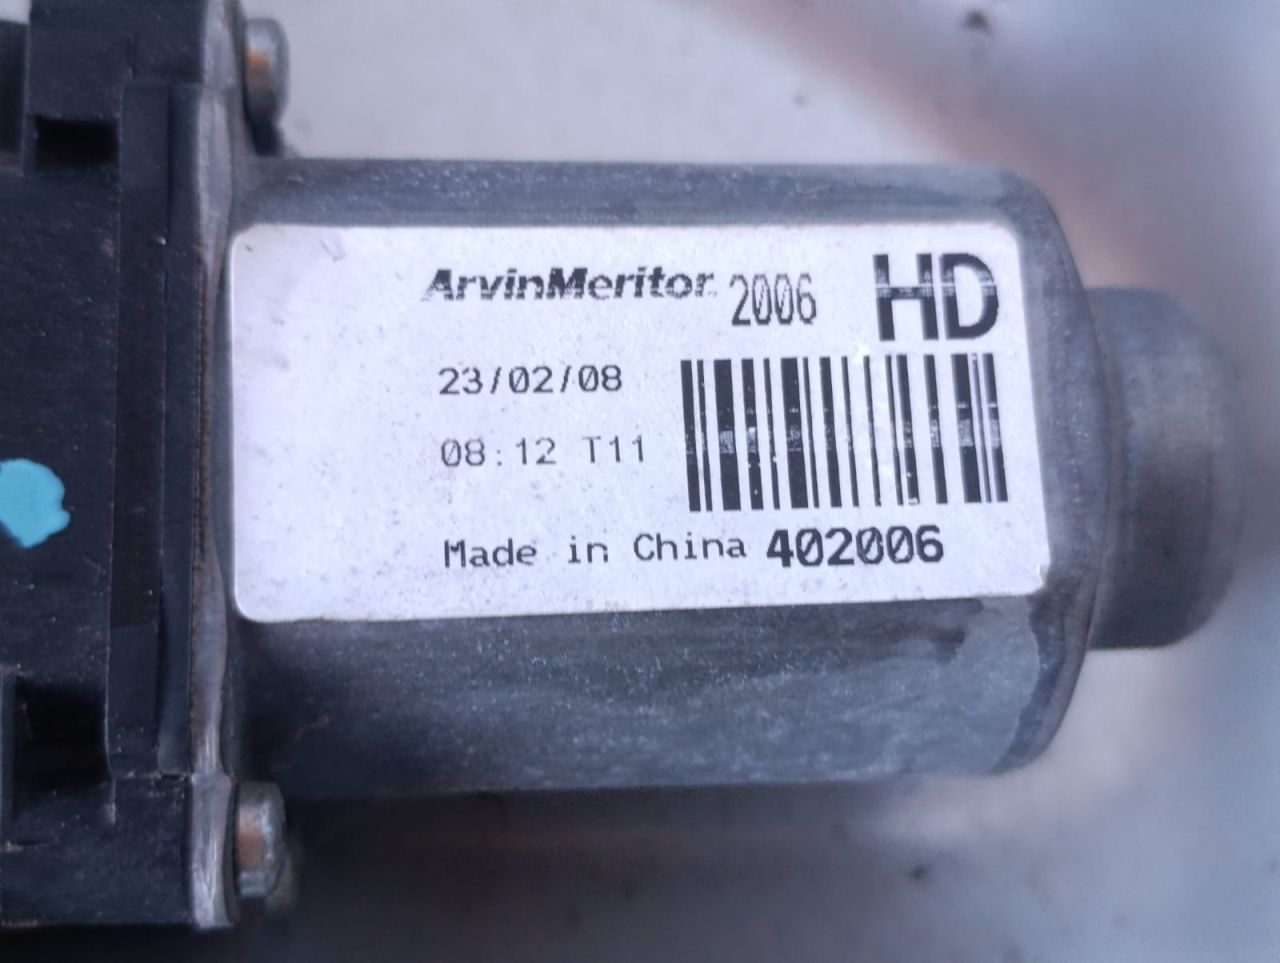 ArvinMeritor 2006 HD
23/02/08
08:12 T11
Made in China 402006